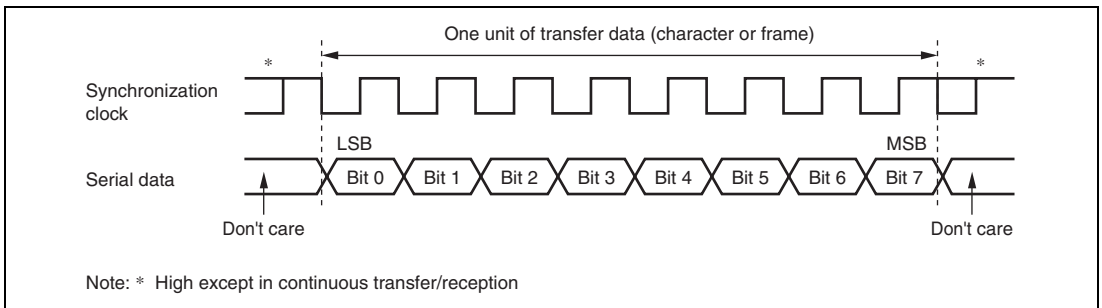 One unit of transfer data (character or frame)
* *
Synchronization
clock
LSB MSB
Serial data Bit 0 Bit 1 Bit 2 Bit 3 Bit 4 Bit 5 Bit 6 Bit 7
Don't care Don't care
Note: * High except in continuous transfer/reception